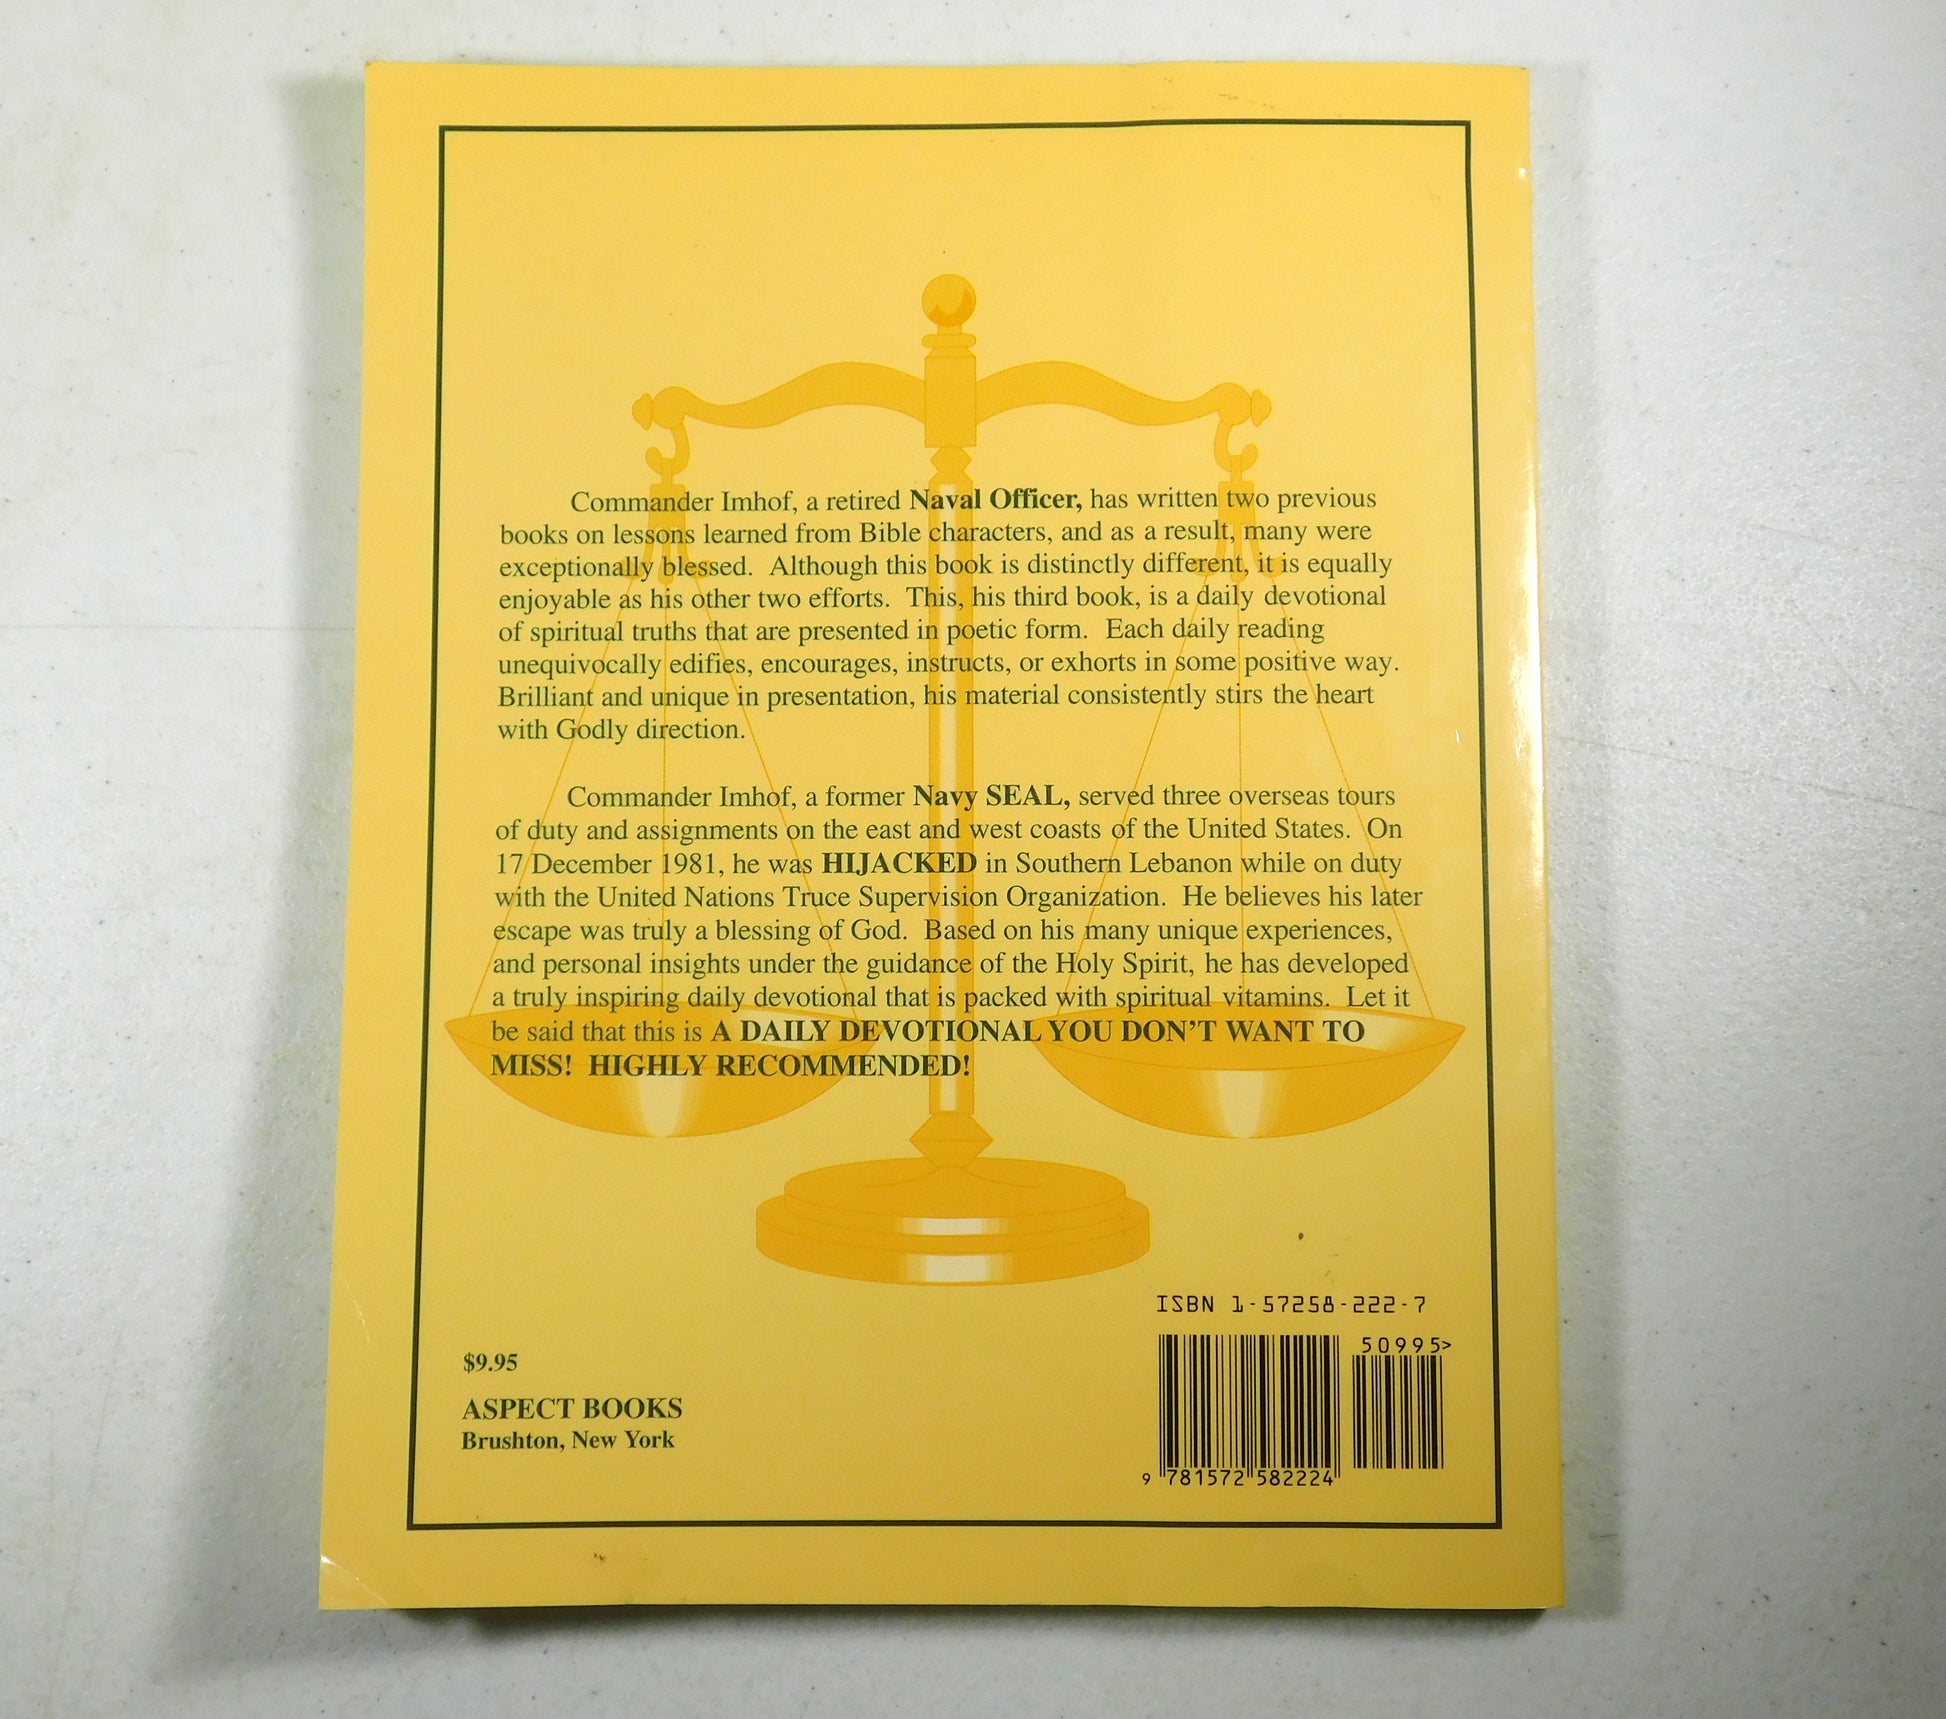 Commander Imhof, a retired Naval Officer, has written two previous
books on lessons learned from Bible characters, and as a result, many were
exceptionally blessed.  Although this book is distinctly different, it is equally
enjoyable as his other two efforts.  This, his third book, is a daily devotional
of spiritual truths that are presented in poetic form.  Each daily reading
unequivocally edifies, encourages, instructs, or exhorts in some positive way.
Brilliant and unique in presentation, his material consistently stirs the heart
with Godly direction.
Commander Imhof, a former Navy SEAL, served three overseas tours
of duty and assignments on the east and west coasts of the United States.  On
17 December 1981, he was HIJACKED in Southern Lebanon while on duty
with the United Nations Truce Supervision Organization.  He believes his later
escape was truly a blessing of God.  Based on his many unique experiences,
and personal insights under the guidance of the Holy Spirit, he has developed
a truly inspiring daily devotional that is packed with spiritual vitamins.  Let it
be said that this is A DAILY DEVOTIONAL YOU DON'T WANT TO
MISS!  HIGHLY RECOMMENDED!
$9.95
ASPECT BOOKS
Brushton, New York
ISBN 1-57258-222-7
50995>
9 781572 582224